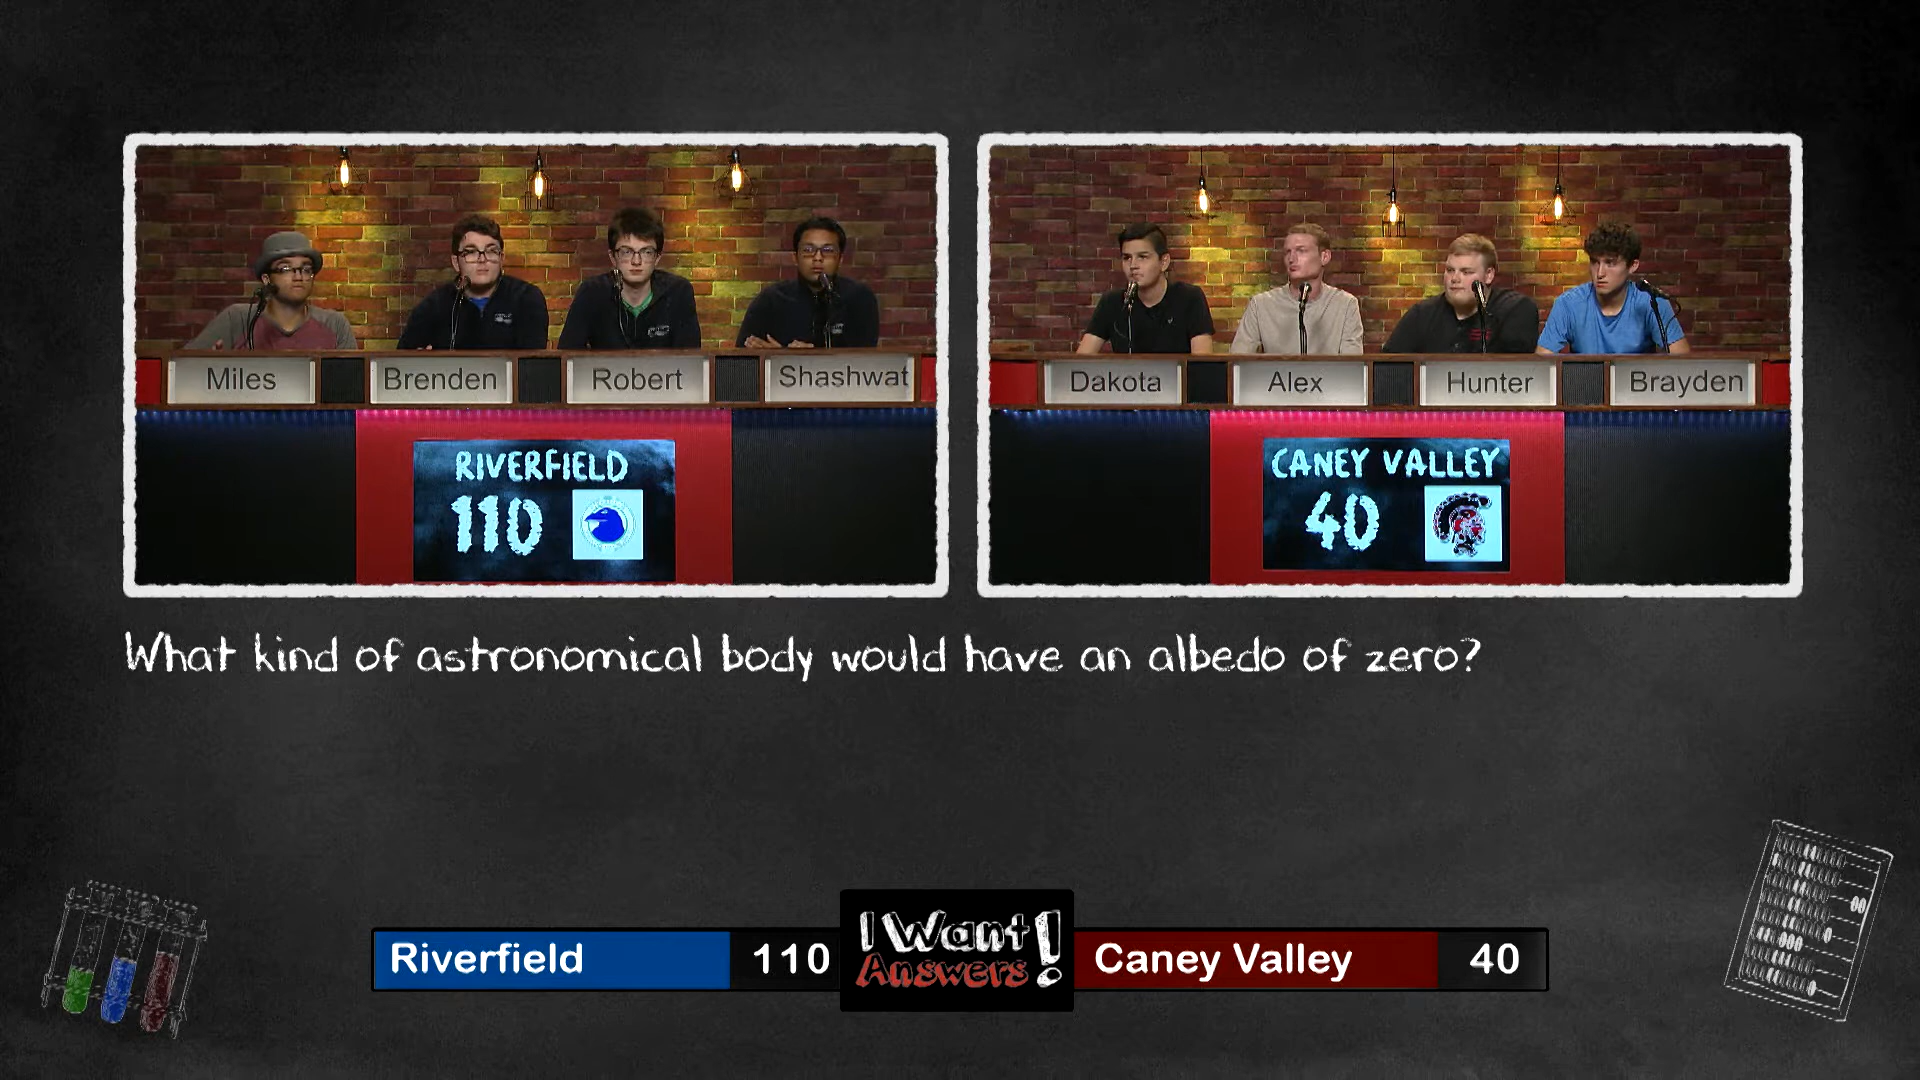 Miles
Brenden
Robert
Shashwat
RIVERFIELD
110
Dakota
Alex
Hunter
Brayden
CANEY VALLEY
40
What kind of astronomical body would have an albedo of zero?
Riverfield 110
I Want Answers!
Caney Valley 40